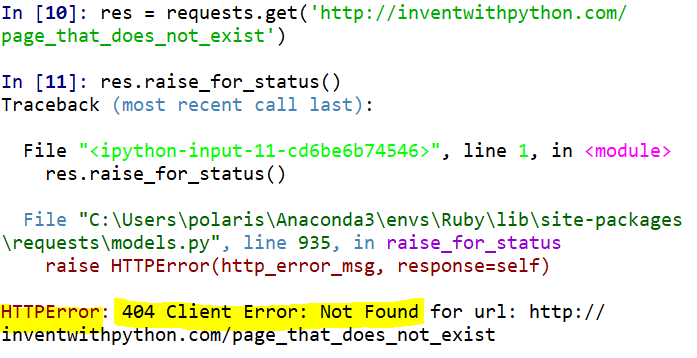 In [10]: res = requests.get('http://inventwithpython.com/
page_that_does_not_exist')
In [11]: res.raise_for_status()
Traceback (most recent call last):
File "<ipython-input-11-cd6be6b74546>", line 1, in <module>
res.raise_for_status()
File "C:\Users\polaris\Anaconda3\envs\Ruby\lib\site-packages
\requests\models.py", line 935, in raise_for_status
raise HTTPError(http_error_msg, response=self)
HTTPError: 404 Client Error: Not Found for url: http://
inventwithpython.com/page_that_does_not_exist